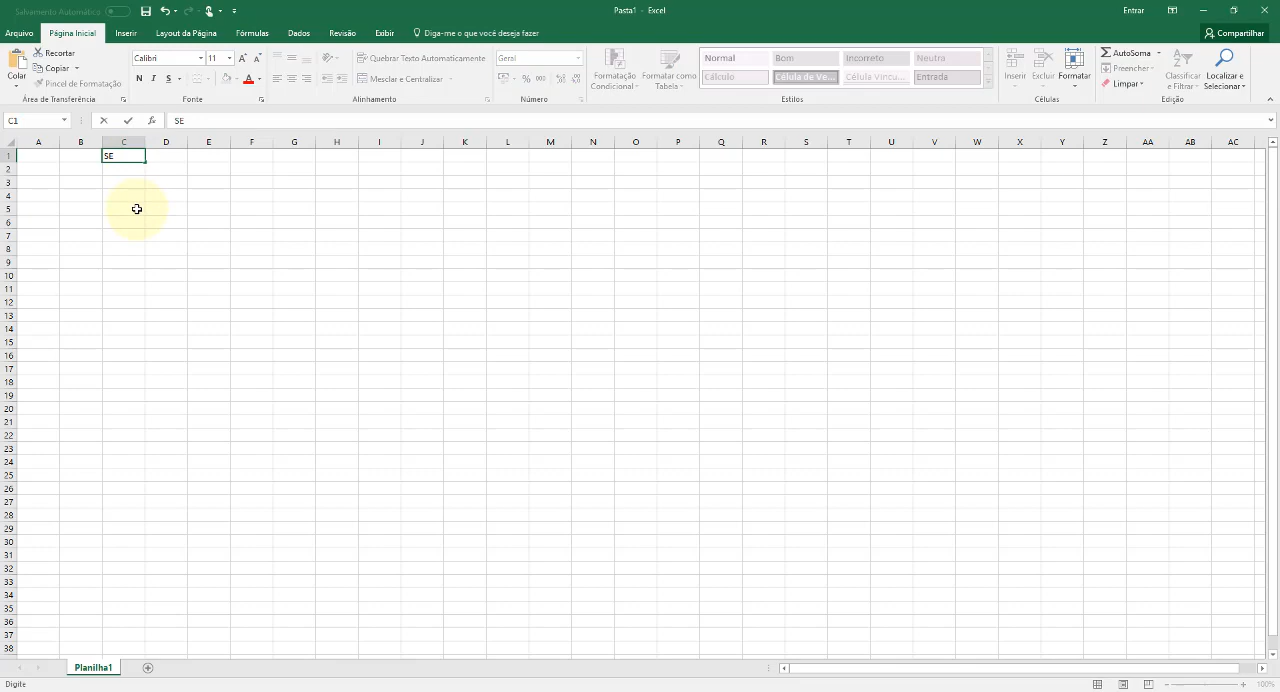 Salvamento Automático
Pasta1 - Excel
Entrar
Arquivo Página Inicial Inserir Layout da Página Fórmulas Dados Revisão Exibir Diga-me o que você deseja fazer Compartilhar
Colar
Recortar
Copiar
Pincel de Formatação
Área de Transferência
Calibri 11
N I S
Fonte
Quebrar Texto Automaticamente
Mesclar e Centralizar
Alinhamento
Geral
% 000
Número
Formatação Condicional
Formatar como Tabela
Normal Bom Incorreto Neutra
Cálculo Célula de Ve... Célula Vincu... Entrada
Estilos
Inserir Excluir Formatar
Células
AutoSoma
Preencher
Limpar
Classificar e Filtrar
Localizar e Selecionar
Edição
C1 fx SE
A B C D E F G H I J K L M N O P Q R S T U V W X Y Z AA AB AC
1 SE
2
3
4
5
6
7
8
9
10
11
12
13
14
15
16
17
18
19
20
21
22
23
24
25
26
27
28
29
30
31
32
33
34
35
36
37
38
Planilha1
Digite
100%